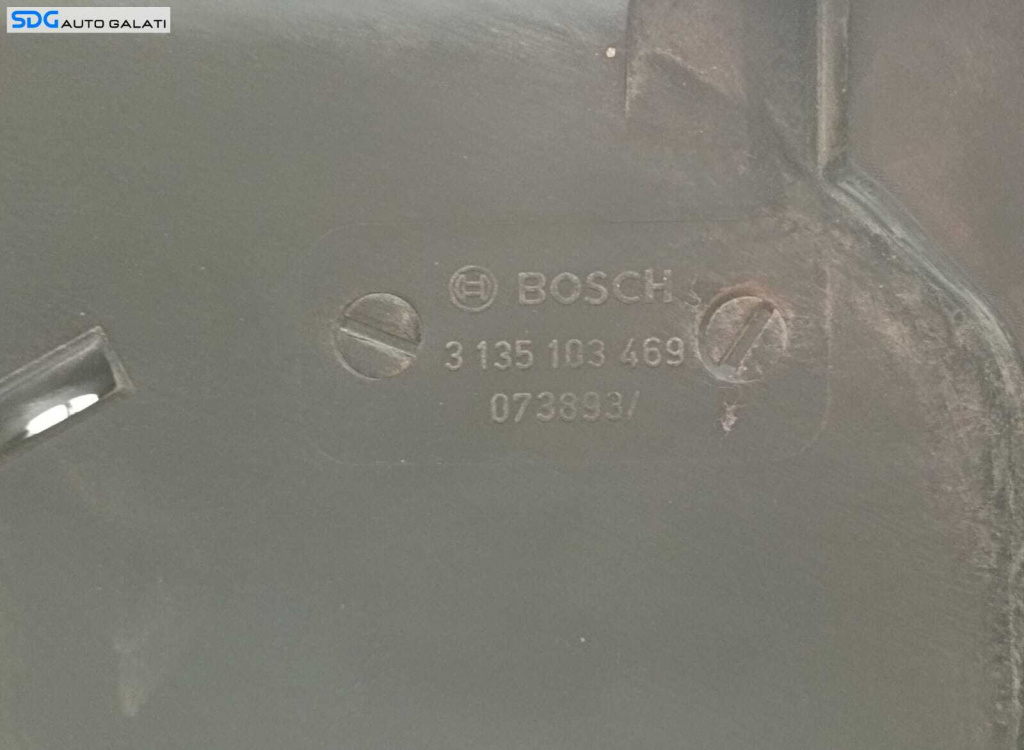 SDG AUTO GALATI
BOSCH
3 135 103 469
073893/